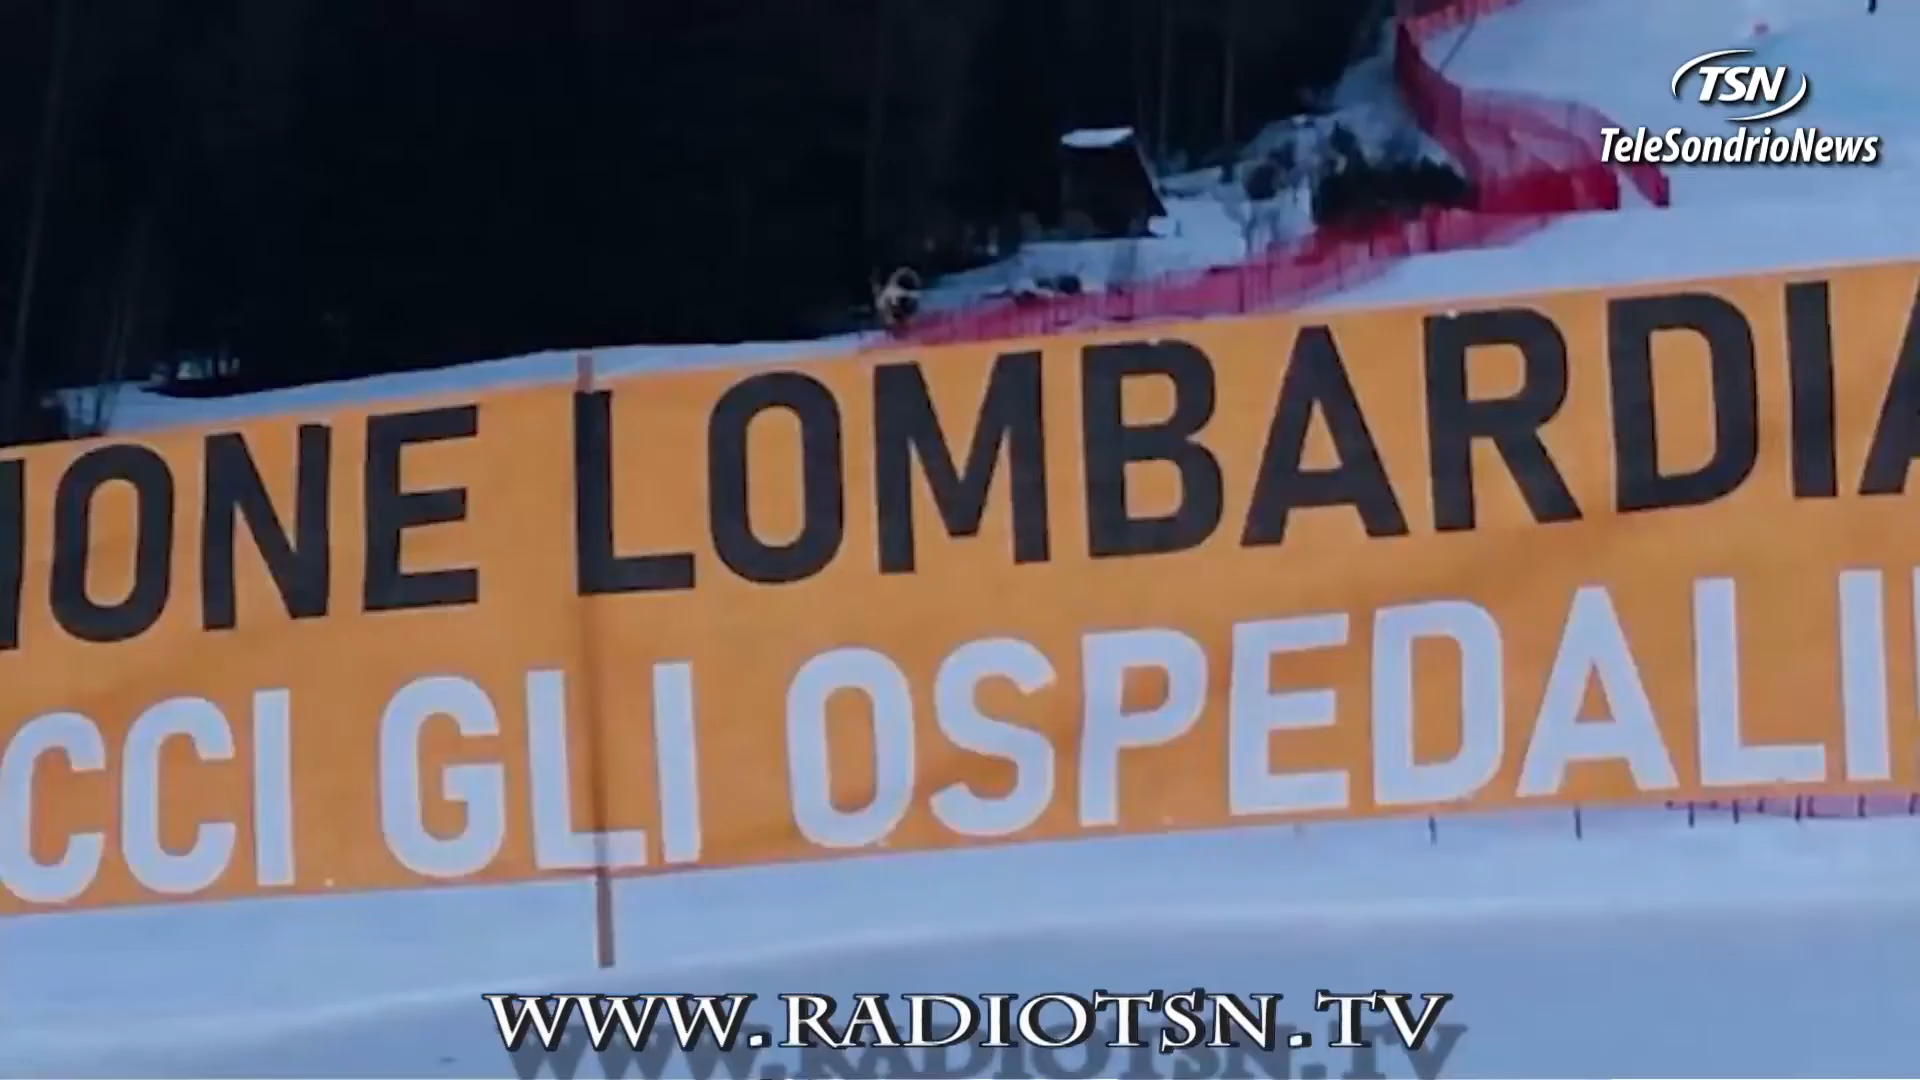 TSN
TeleSondrioNews
IONE LOMBARDIA
CCI GLI OSPEDALI
WWW.RADIOTSN.TV